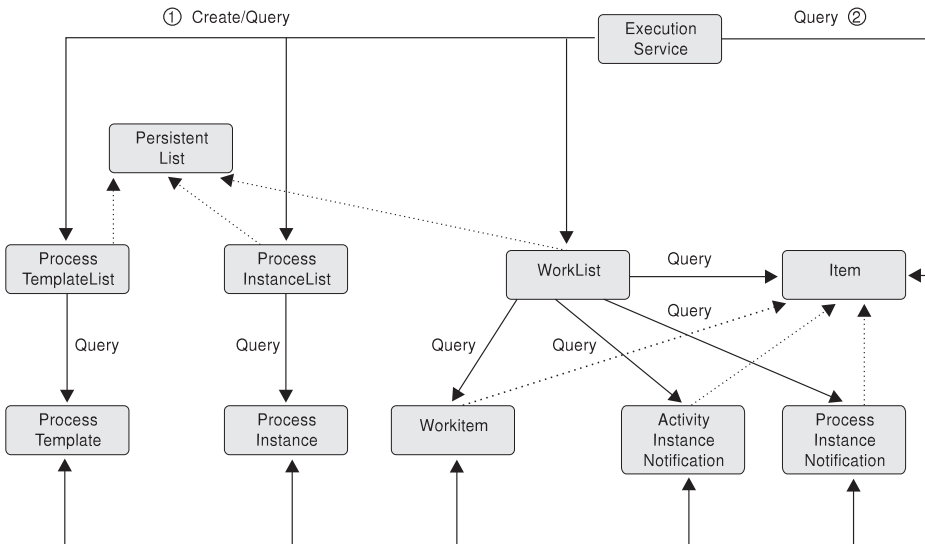 ① Create/Query
Query ②
Execution
Service
Persistent
List
Process
TemplateList
Process
InstanceList
WorkList
Query
Item
Query
Query
Query
Query
Query
Process
Template
Process
Instance
Workitem
Activity
Instance
Notification
Process
Instance
Notification